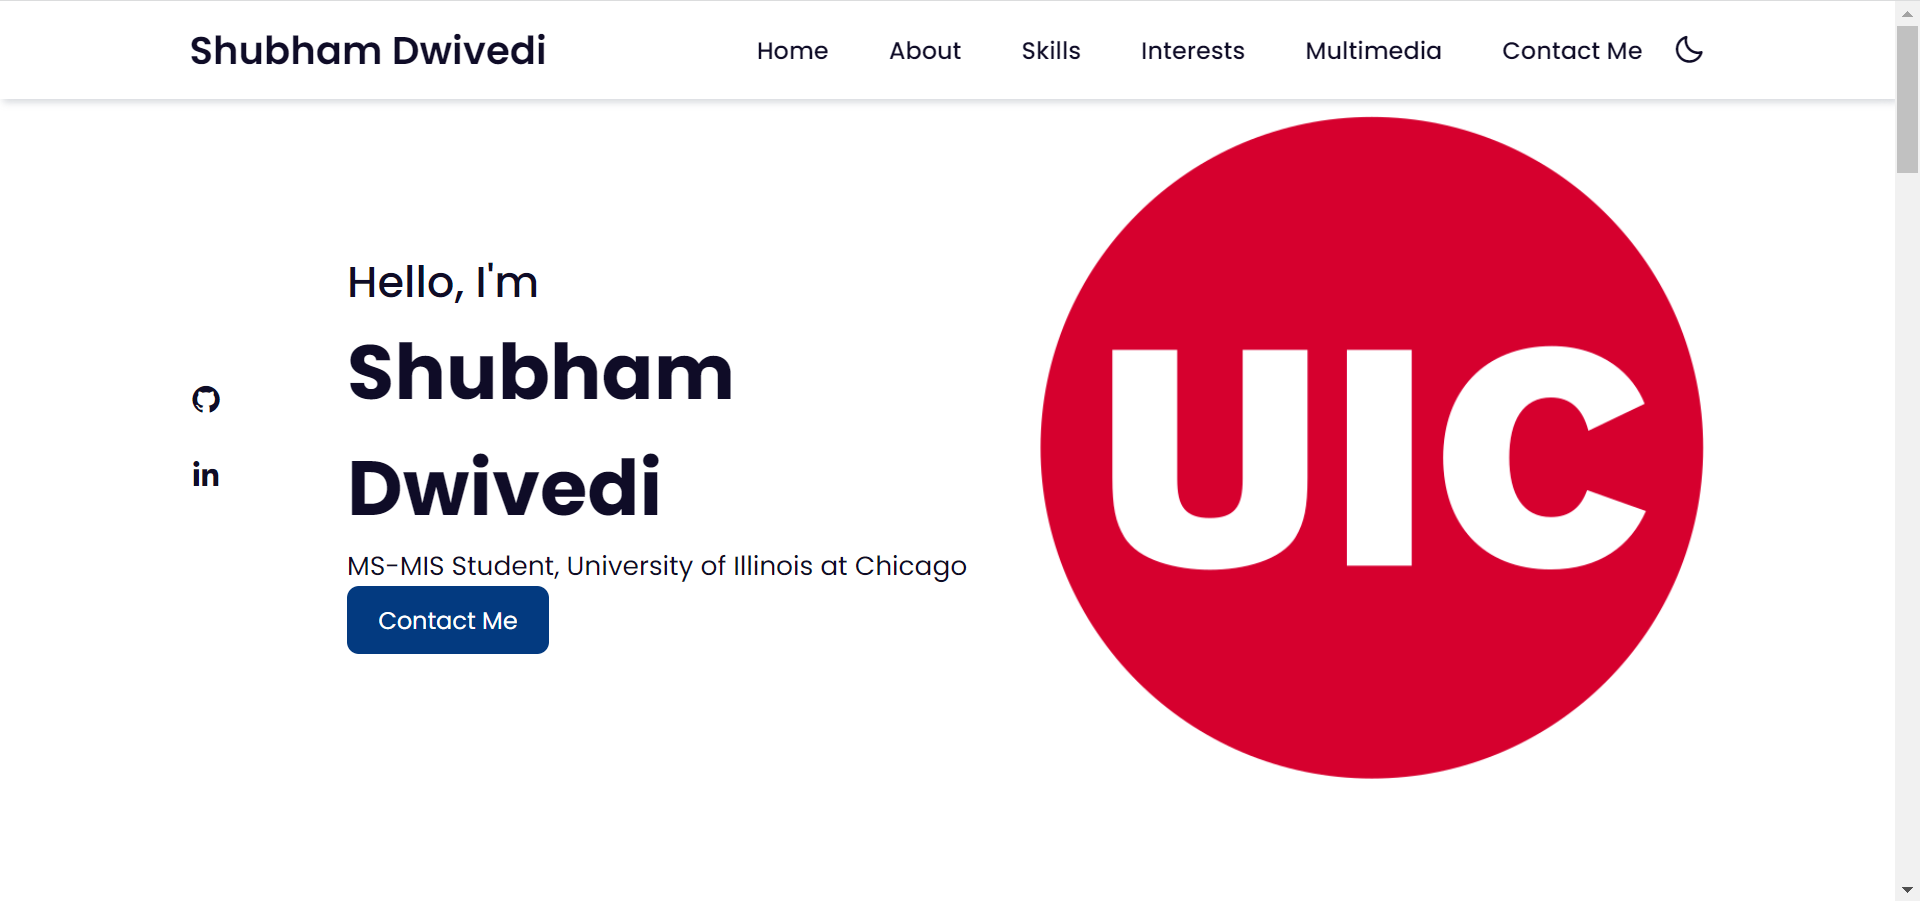 Shubham Dwivedi
Home About Skills Interests Multimedia Contact Me
Hello, I'm
Shubham
Dwivedi
in
MS-MIS Student, University of Illinois at Chicago
Contact Me
UIC